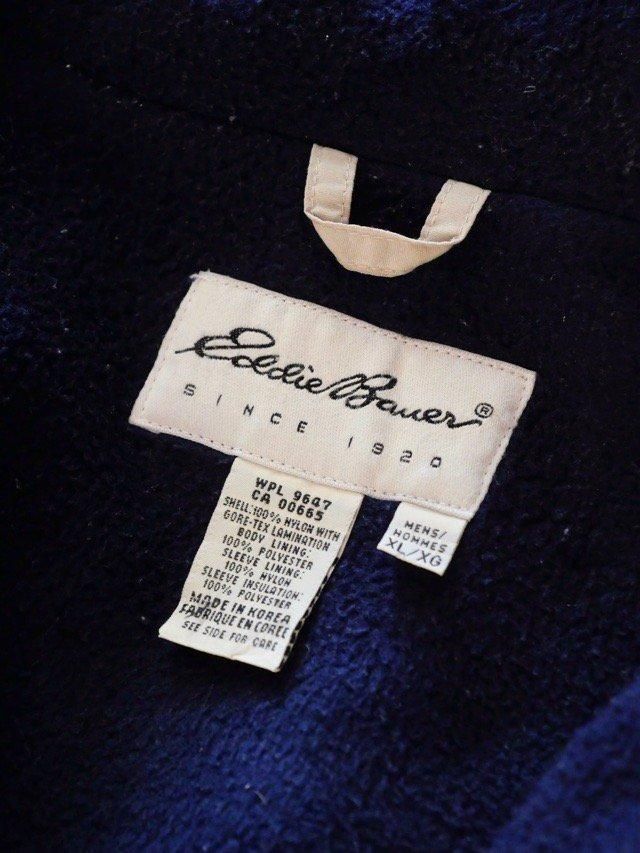 Eddie Bauer®
SINCE 1920
WPL 9647
CA 00665
SHELL: 100% NYLON WITH
GORE-TEX LAMINATION
BODY LINING:
100% POLYESTER
SLEEVE LINING:
100% NYLON
SLEEVE INSULATION:
100% POLYESTER
MADE IN KOREA
FABRIQUE EN COREE
SEE SIDE FOR CARE
MENS/
HOMMES
XL/XG